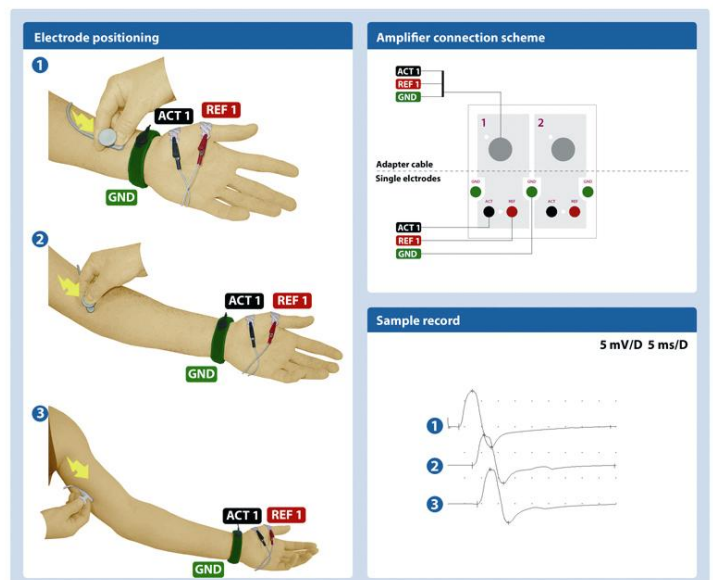 Electrode positioning
1
ACT 1
REF 1
GND
2
ACT 1
REF 1
GND
3
ACT 1
REF 1
GND
Amplifier connection scheme
ACT 1
REF 1
GND
1
2
Adapter cable
Single elctrodes
GND
GND
GND
ACT
REF
ACT
REF
ACT 1
REF 1
GND
Sample record
5 mV/D 5 ms/D
1
2
3